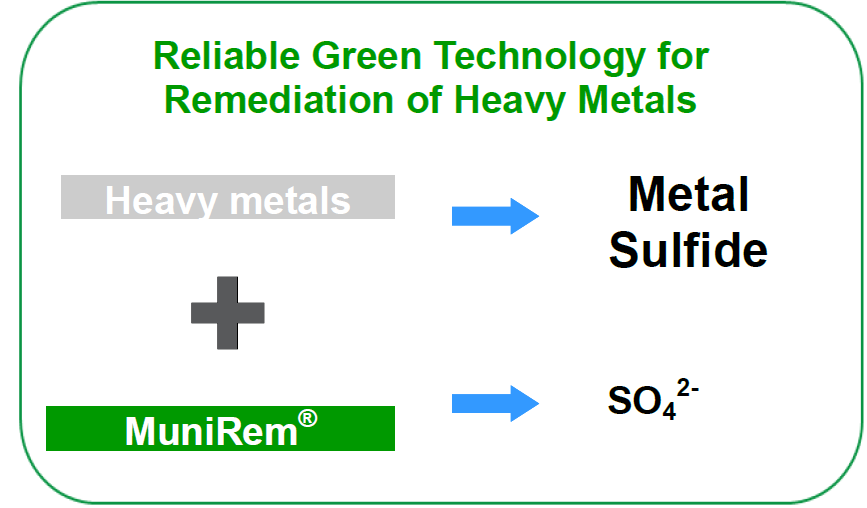 Reliable Green Technology for
Remediation of Heavy Metals
Heavy metals
Metal
Sulfide
MuniRem®
SO₄²⁻